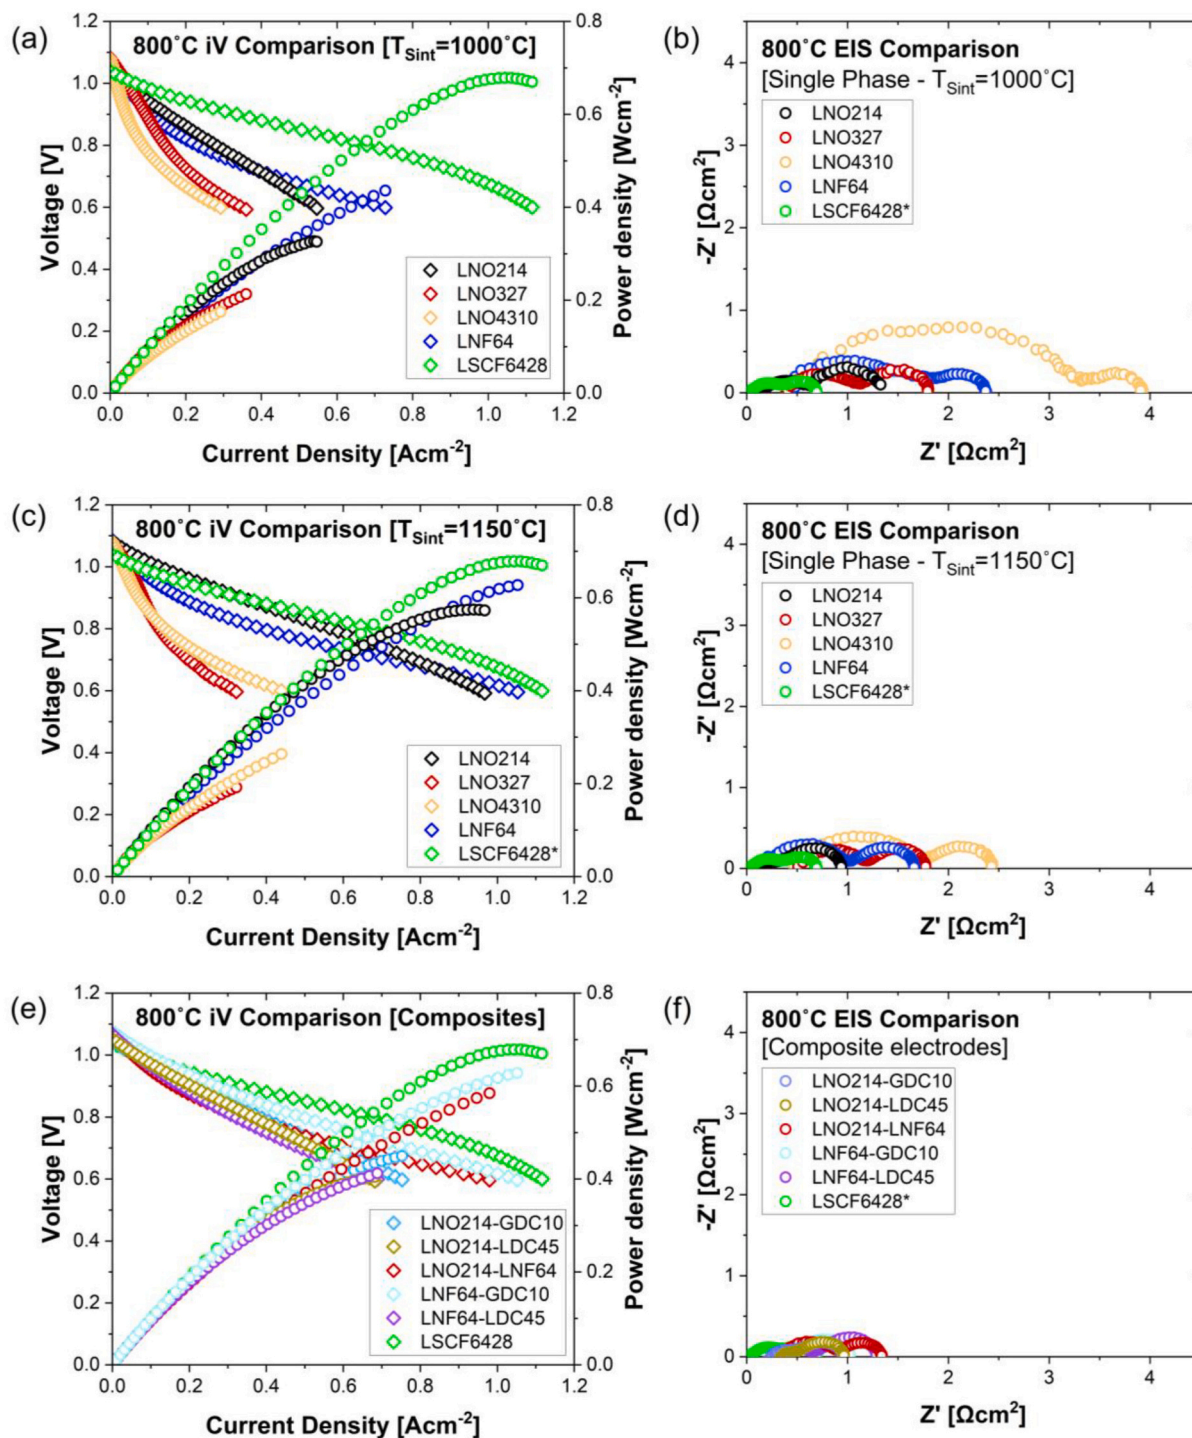 (a)
800°C iV Comparison [TSint=1000°C]
1.2
1.0
0.8
0.6
0.4
0.2
0.0
Voltage [V]
0.8
0.6
0.4
0.2
0.0
Power density [Wcm-2]
LNO214
LNO327
LNO4310
LNF64
LSCF6428
0.0 0.2 0.4 0.6 0.8 1.0 1.2
Current Density [Acm-2]
(b)
800°C EIS Comparison
[Single Phase - TSint=1000°C]
LNO214
LNO327
LNO4310
LNF64
LSCF6428*
4
3
2
1
0
-Z' [Ωcm2]
0 1 2 3 4
Z' [Ωcm2]
(c)
800°C iV Comparison [TSint=1150°C]
1.2
1.0
0.8
0.6
0.4
0.2
0.0
Voltage [V]
0.8
0.6
0.4
0.2
0.0
Power density [Wcm-2]
LNO214
LNO327
LNO4310
LNF64
LSCF6428*
0.0 0.2 0.4 0.6 0.8 1.0 1.2
Current Density [Acm-2]
(d)
800°C EIS Comparison
[Single Phase - TSint=1150°C]
LNO214
LNO327
LNO4310
LNF64
LSCF6428*
4
3
2
1
0
-Z' [Ωcm2]
0 1 2 3 4
Z' [Ωcm2]
(e)
800°C iV Comparison [Composites]
1.2
1.0
0.8
0.6
0.4
0.2
0.0
Voltage [V]
0.8
0.6
0.4
0.2
0.0
Power density [Wcm-2]
LNO214-GDC10
LNO214-LDC45
LNO214-LNF64
LNF64-GDC10
LNF64-LDC45
LSCF6428
0.0 0.2 0.4 0.6 0.8 1.0 1.2
Current Density [Acm-2]
(f)
800°C EIS Comparison
[Composite electrodes]
LNO214-GDC10
LNO214-LDC45
LNO214-LNF64
LNF64-GDC10
LNF64-LDC45
LSCF6428*
4
3
2
1
0
-Z' [Ωcm2]
0 1 2 3 4
Z' [Ωcm2]